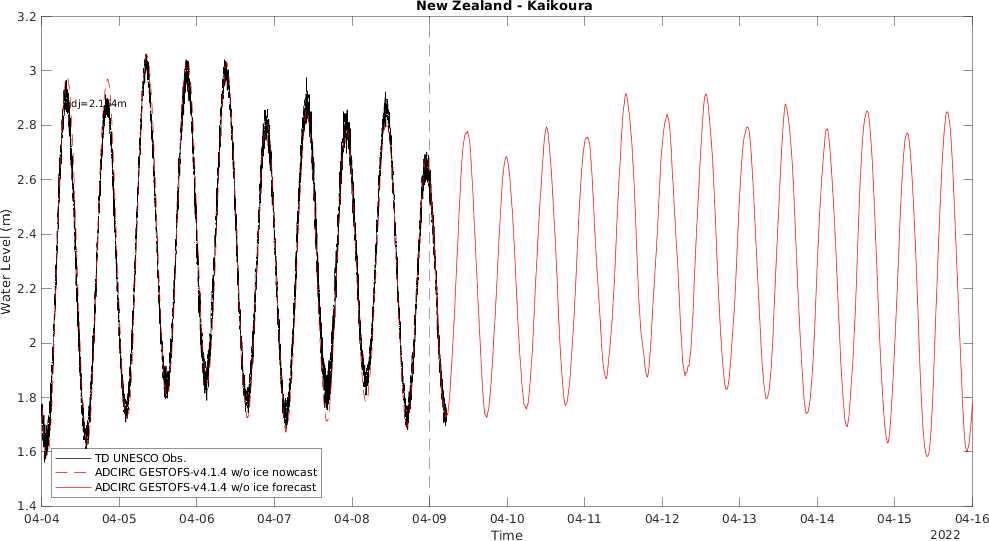 New Zealand - Kaikoura
3.2
3
2.8
2.6
2.4
2.2
2
1.8
1.6
1.4
Water Level (m)
TD UNESCO Obs.
ADCIRC GESTOFS-v4.1.4 w/o ice nowcast
ADCIRC GESTOFS-v4.1.4 w/o ice forecast
04-04 04-05 04-06 04-07 04-08 04-09 04-10 04-11 04-12 04-13 04-14 04-15 04-16
Time
2022